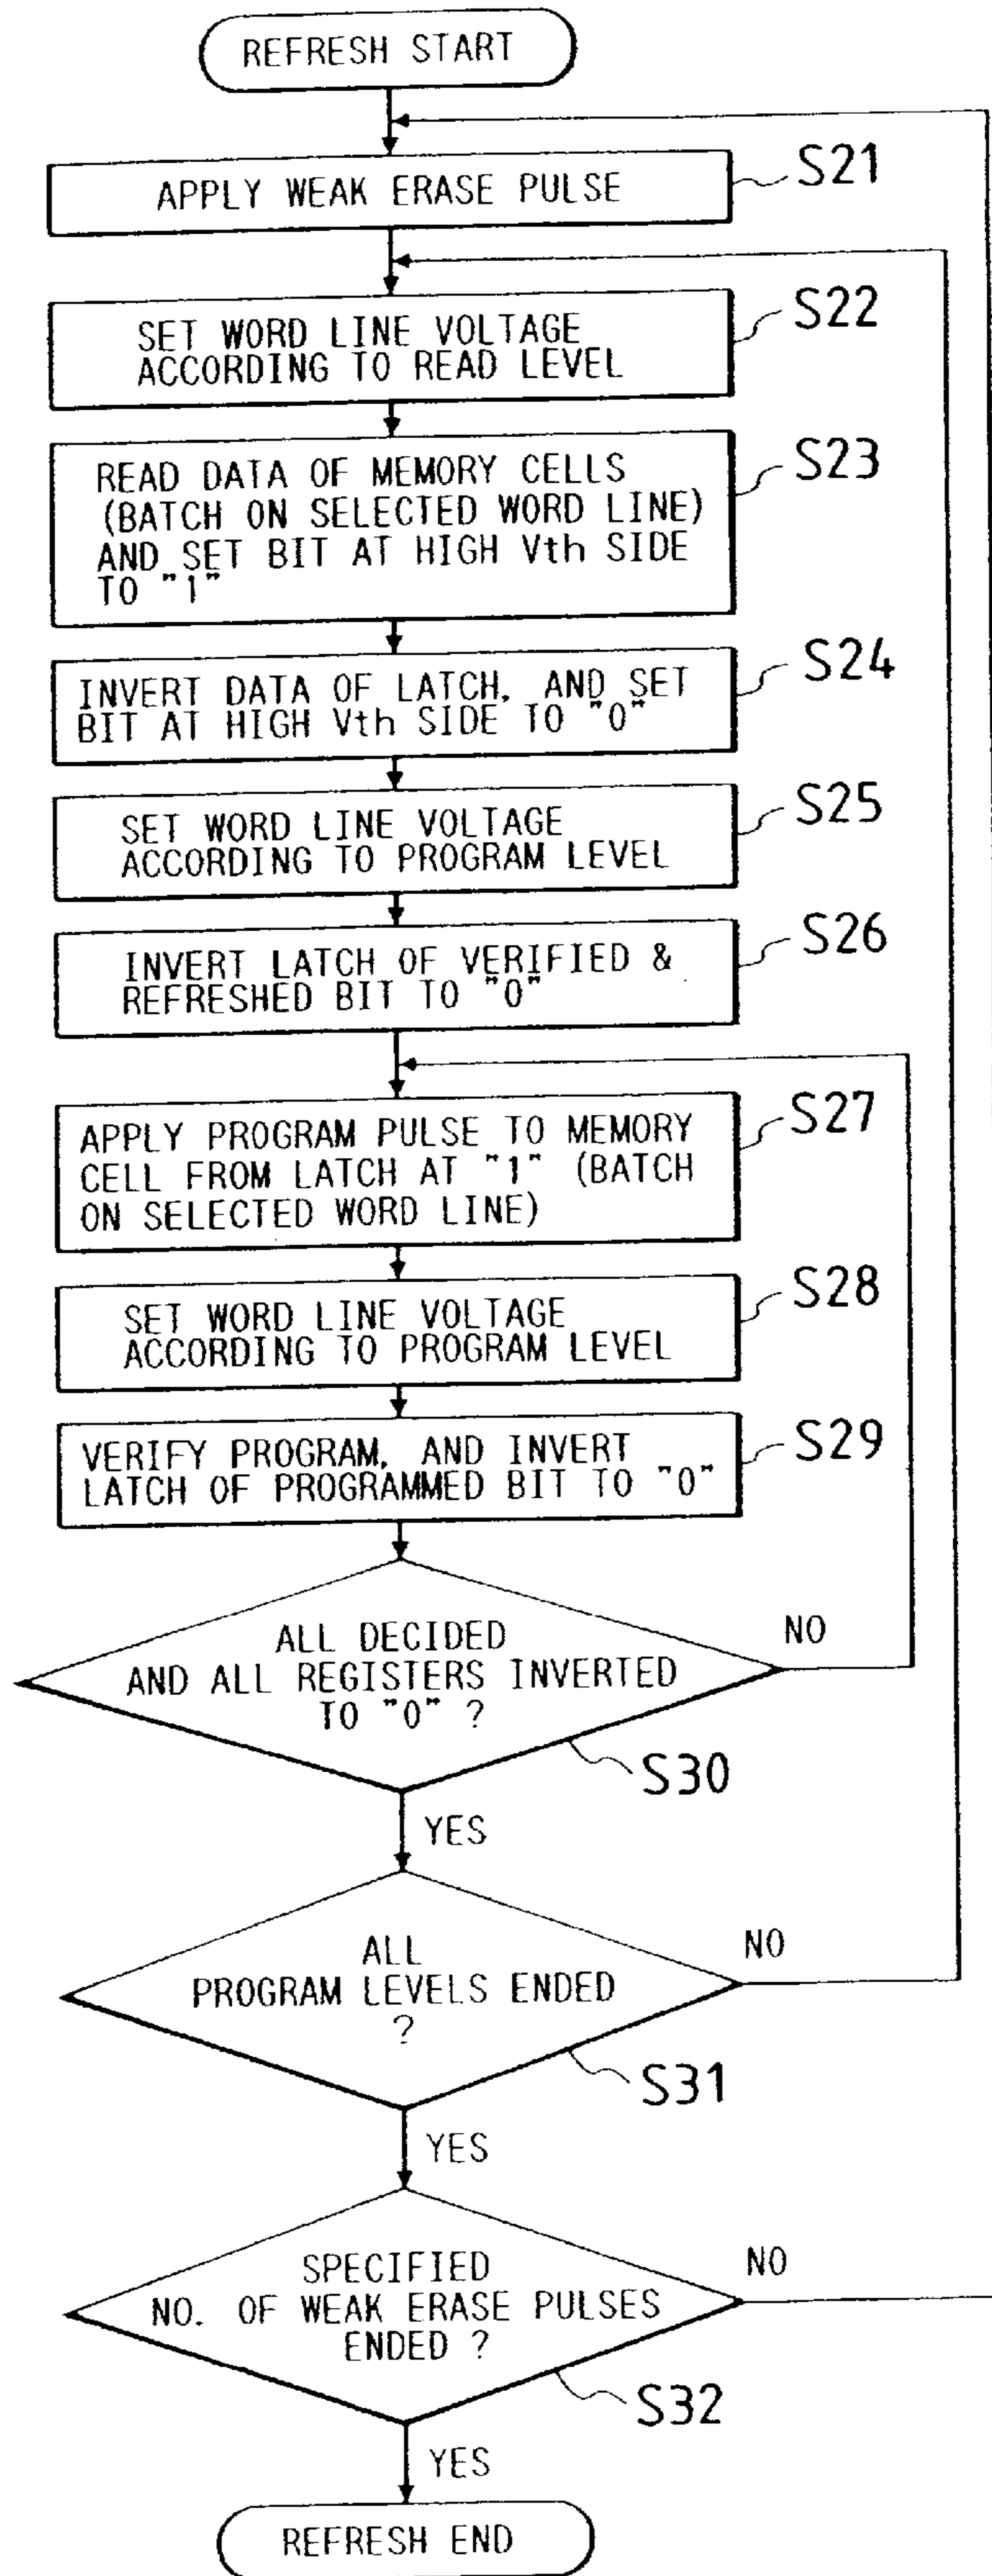 REFRESH START
APPLY WEAK ERASE PULSE
S21
SET WORD LINE VOLTAGE
ACCORDING TO READ LEVEL
S22
READ DATA OF MEMORY CELLS
(BATCH ON SELECTED WORD LINE)
AND SET BIT AT HIGH Vth SIDE
TO "1"
S23
INVERT DATA OF LATCH, AND SET
BIT AT HIGH Vth SIDE TO "0"
S24
SET WORD LINE VOLTAGE
ACCORDING TO PROGRAM LEVEL
S25
INVERT LATCH OF VERIFIED &
REFRESHED BIT TO "0"
S26
APPLY PROGRAM PULSE TO MEMORY
CELL FROM LATCH AT "1" (BATCH
ON SELECTED WORD LINE)
S27
SET WORD LINE VOLTAGE
ACCORDING TO PROGRAM LEVEL
S28
VERIFY PROGRAM, AND INVERT
LATCH OF PROGRAMMED BIT TO "0"
S29
ALL DECIDED
AND ALL REGISTERS INVERTED
TO "0" ?
NO
S30
YES
ALL
PROGRAM LEVELS ENDED
?
NO
S31
YES
SPECIFIED
NO. OF WEAK ERASE PULSES
ENDED ?
NO
S32
YES
REFRESH END